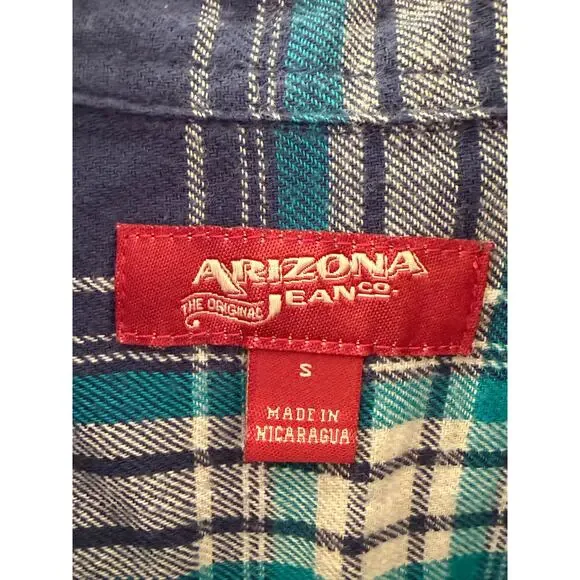 ARIZONA
THE ORIGINAL JEAN CO.
S
MADE IN
NICARAGUA